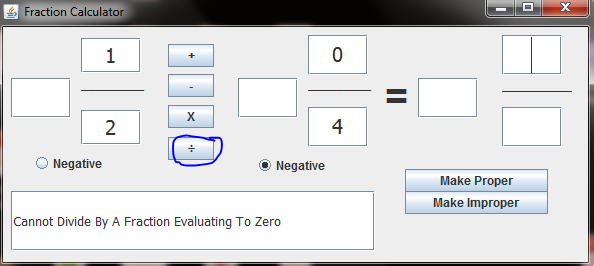 Fraction Calculator
1
2
Negative
+
-
X
÷
0
4
Negative
=
Make Proper
Make Improper
Cannot Divide By A Fraction Evaluating To Zero